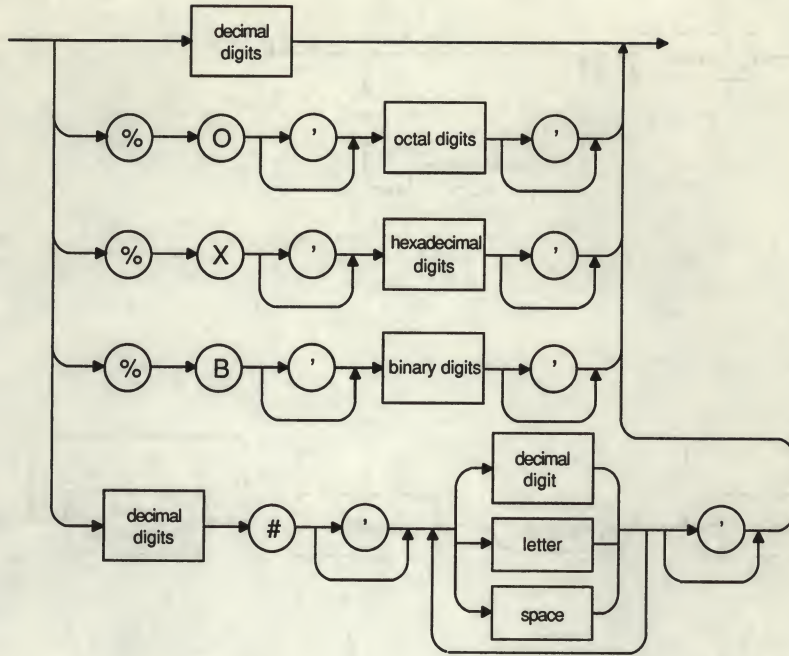 decimal
digits
% O ’ octal digits ’
% X ’ hexadecimal
digits ’
% B ’ binary digits ’
decimal
digit
decimal
digits # ’ letter ’
space